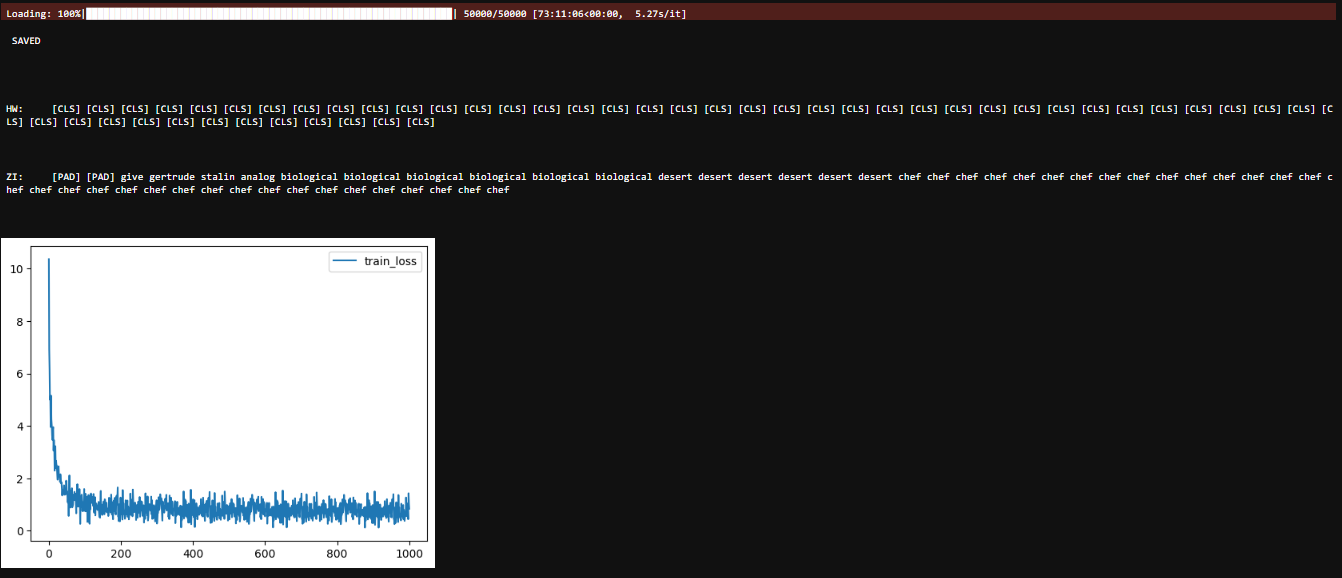 Loading: 100%|██████████| 50000/50000 [73:11:06<00:00, 5.27s/it]
SAVED
HW: [CLS] [CLS] [CLS] [CLS] [CLS] [CLS] [CLS] [CLS] [CLS] [CLS] [CLS] [CLS] [CLS] [CLS] [CLS] [CLS] [CLS] [CLS] [CLS] [CLS] [CLS] [CLS] [CLS] [CLS] [CLS] [CLS] [CLS] [CLS] [CLS] [CLS] [CLS] [CLS] [CLS] [CLS] [CLS] [CLS] [CLS] [C
LS] [CLS] [CLS] [CLS] [CLS] [CLS] [CLS] [CLS] [CLS] [CLS] [CLS] [CLS] [CLS]
ZI: [PAD] [PAD] give gertrude stalin analog biological biological biological biological biological biological desert desert desert desert desert desert chef chef chef chef chef chef chef chef chef chef chef chef chef chef chef c
hef chef chef chef chef chef chef chef chef chef chef chef chef chef chef chef chef chef
train_loss
10
8
6
4
2
0
0 200 400 600 800 1000